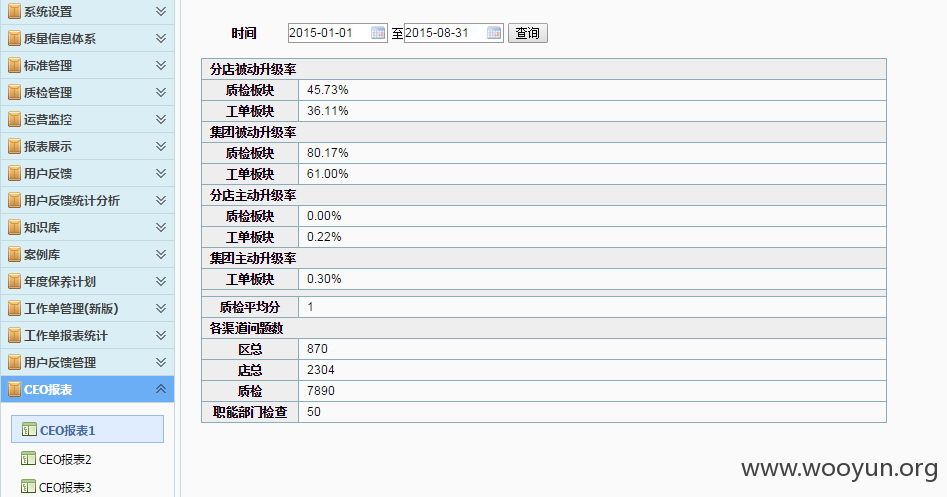 系统设置
质量信息体系
标准管理
质检管理
运营监控
报表展示
用户反馈
用户反馈统计分析
知识库
案例库
年度保养计划
工作单管理(新版)
工作单报表统计
用户反馈管理
CEO报表
CEO报表1
CEO报表2
CEO报表3
时间 2015-01-01 至 2015-08-31 查询
分店被动升级率
质检板块 45.73%
工单板块 36.11%
集团被动升级率
质检板块 80.17%
工单板块 61.00%
分店主动升级率
质检板块 0.00%
工单板块 0.22%
集团主动升级率
工单板块 0.30%
质检平均分 1
各渠道问题数
区总 870
店总 2304
质检 7890
职能部门检查 50
www.wooyun.org